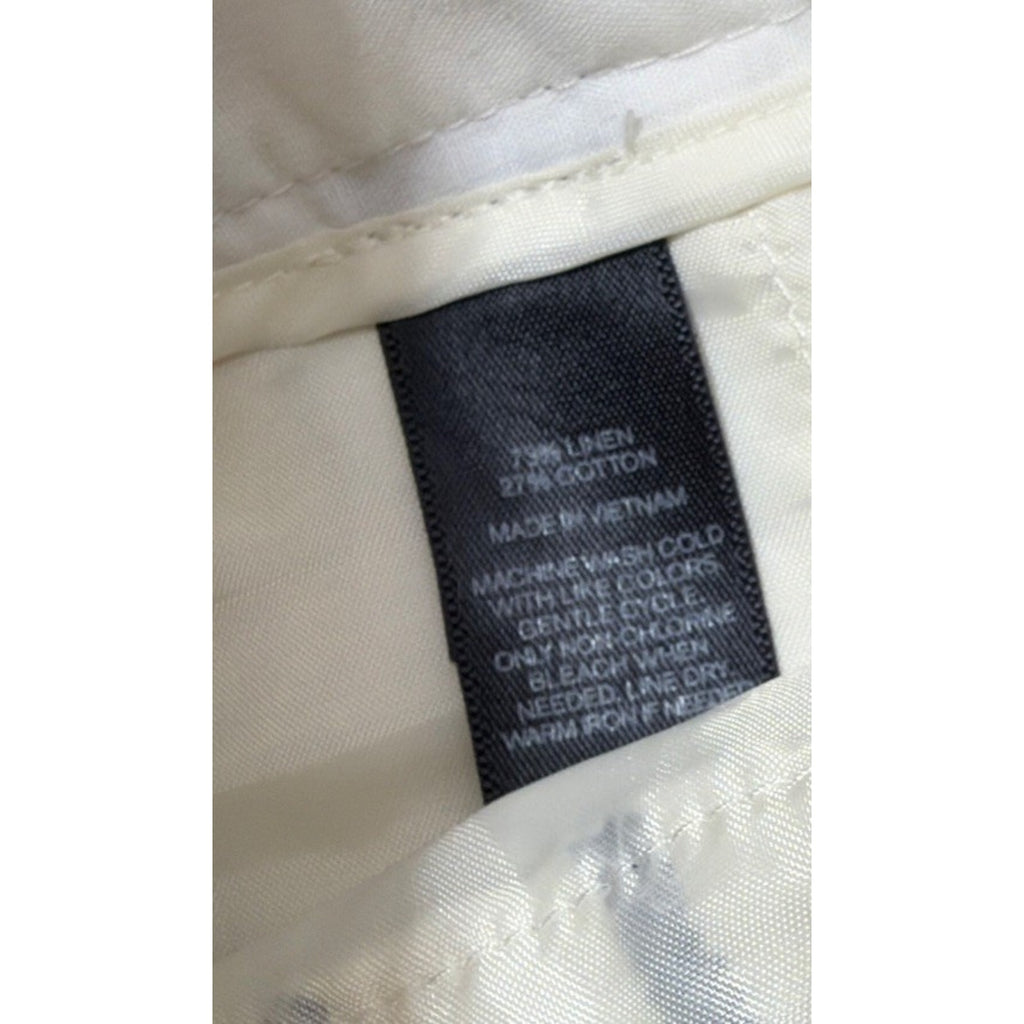 73% LINEN
27% COTTON
MADE IN VIETNAM
MACHINE WASH COLD
WITH LIKE COLORS.
GENTLE CYCLE.
ONLY NON-CHLORINE
BLEACH WHEN
NEEDED. LINE DRY.
WARM IRON IF NEEDED